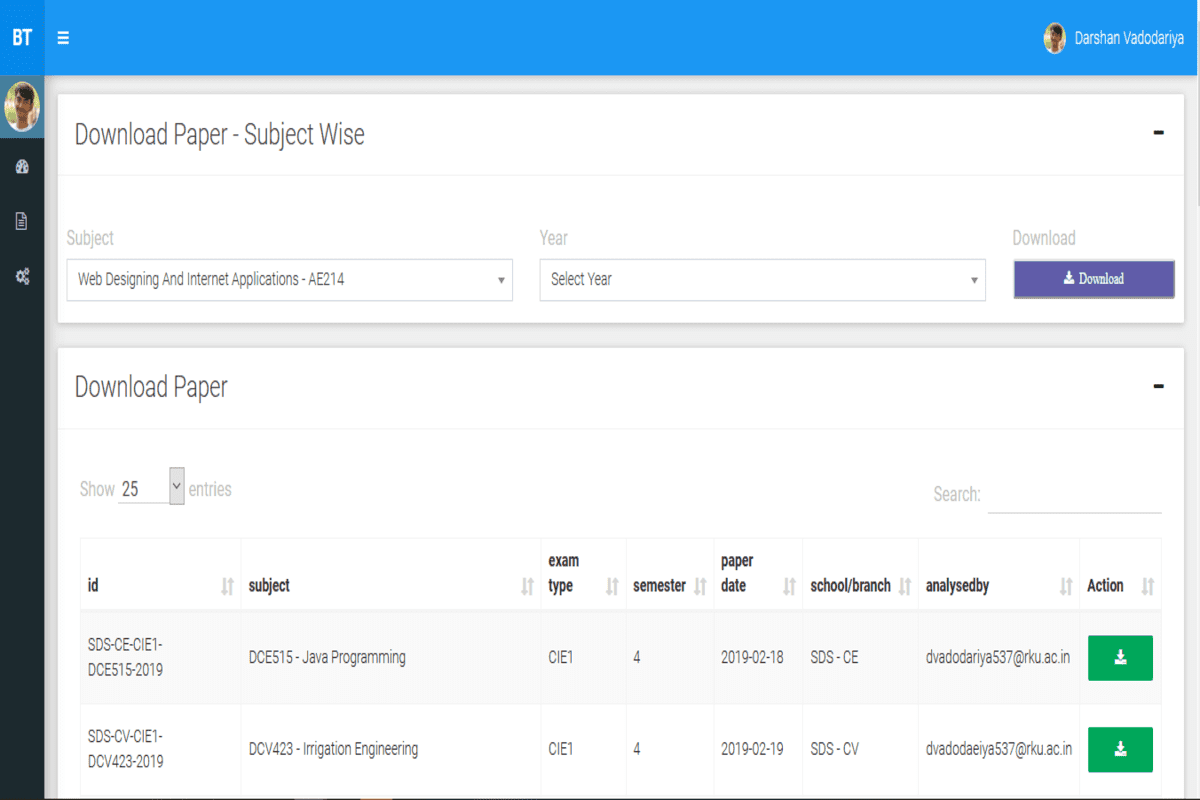 BT
Darshan Vadodariya
Download Paper - Subject Wise
Subject
Year
Download
Web Designing And Internet Applications - AE214
Select Year
Download
Download Paper
Show 25 entries
Search:
id
subject
exam type
semester
paper date
school/branch
analysedby
Action
SDS-CE-CIE1-
DCE515-2019
DCE515 - Java Programming
CIE1
4
2019-02-18
SDS - CE
dvadodariya537@rku.ac.in
SDS-CV-CIE1-
DCV423-2019
DCV423 - Irrigation Engineering
CIE1
4
2019-02-19
SDS - CV
dvadodaeiya537@rku.ac.in